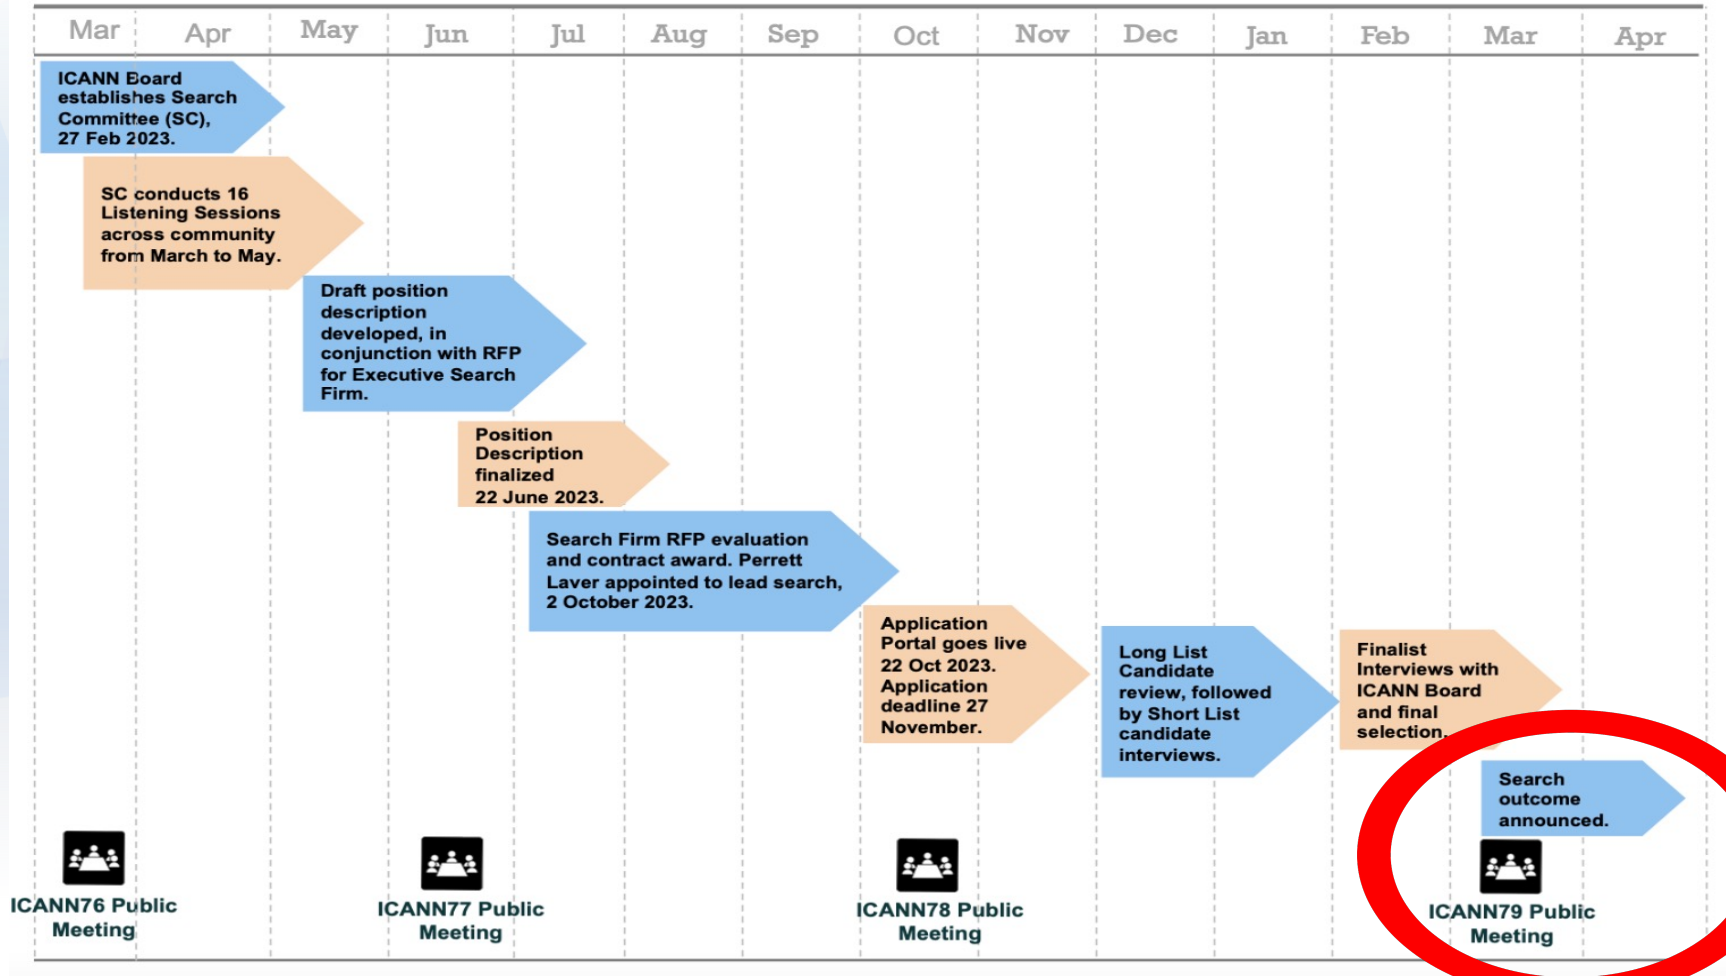 Mar Apr May Jun Jul Aug Sep Oct Nov Dec Jan Feb Mar Apr
ICANN Board
establishes Search
Committee (SC),
27 Feb 2023.
SC conducts 16
Listening Sessions
across community
from March to May.
Draft position
description
developed, in
conjunction with RFP
for Executive Search
Firm.
Position
Description
finalized
22 June 2023.
Search Firm RFP evaluation
and contract award. Perrett
Laver appointed to lead search,
2 October 2023.
Application
Portal goes live
22 Oct 2023.
Application
deadline 27
November.
Long List
Candidate
review, followed
by Short List
candidate
interviews.
Finalist
Interviews with
ICANN Board
and final
selection.
Search
outcome
announced.
ICANN76 Public
Meeting
ICANN77 Public
Meeting
ICANN78 Public
Meeting
ICANN79 Public
Meeting